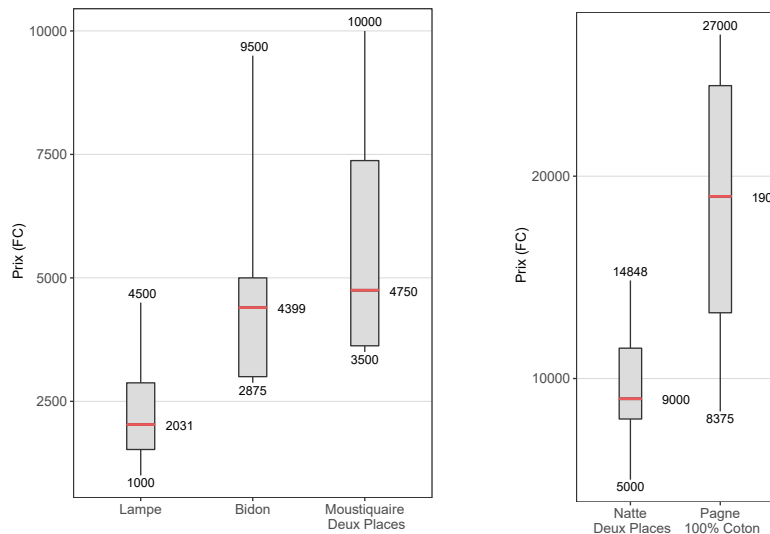 10000
7500
5000
2500
Prix (FC)
4500
2031
1000
9500
4399
2875
10000
4750
3500
Lampe
Bidon
Moustiquaire
Deux Places
20000
10000
Prix (FC)
14848
9000
5000
27000
190
8375
Natte
Deux Places
Pagne
100% Coton